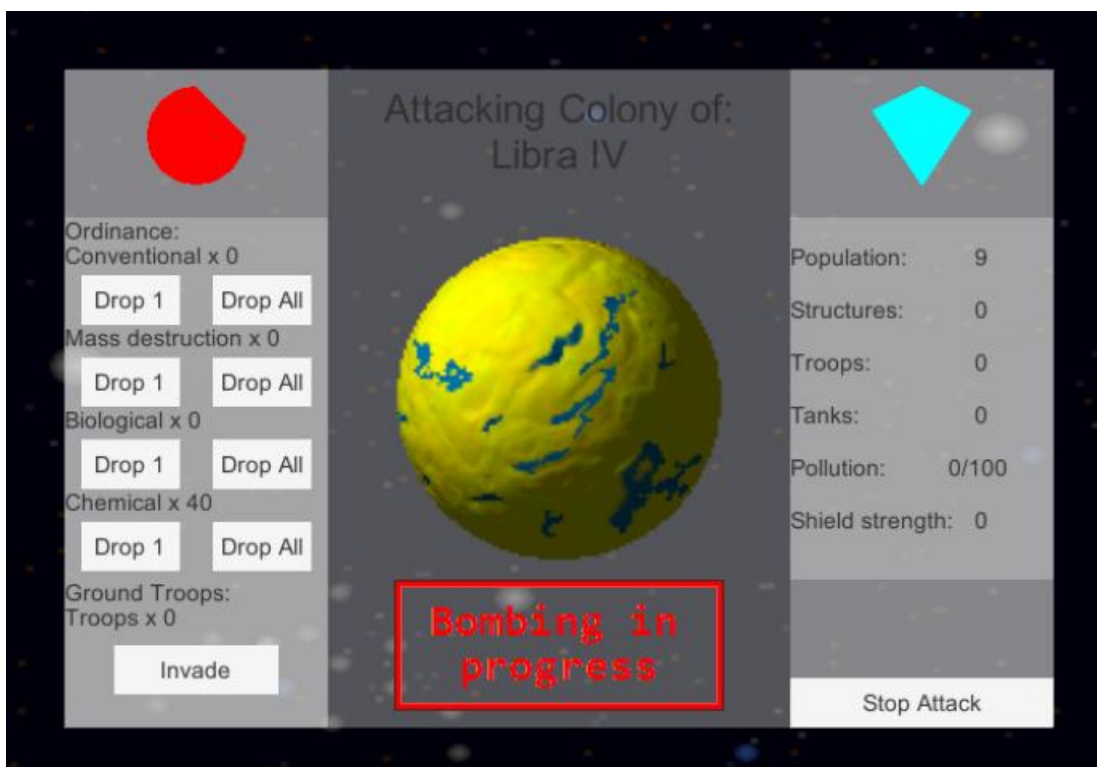 Attacking Colony of:
Libra IV
Ordinance:
Conventional x 0
Drop 1 Drop All
Mass destruction x 0
Drop 1 Drop All
Biological x 0
Drop 1 Drop All
Chemical x 40
Drop 1 Drop All
Ground Troops:
Troops x 0
Invade
Bombing in
progress
Population: 9
Structures: 0
Troops: 0
Tanks: 0
Pollution: 0/100
Shield strength: 0
Stop Attack